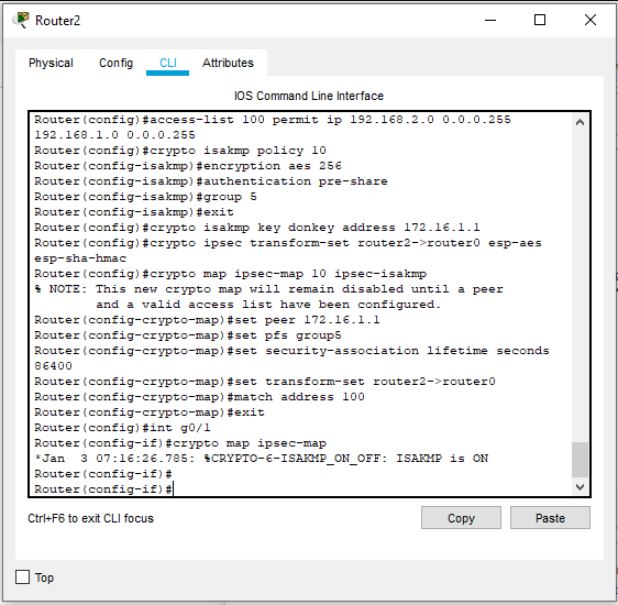 Router2
Physical Config CLI Attributes
IOS Command Line Interface
Router(config)#access-list 100 permit ip 192.168.2.0 0.0.0.255
192.168.1.0 0.0.0.255
Router(config)#crypto isakmp policy 10
Router(config-isakmp)#encryption aes 256
Router(config-isakmp)#authentication pre-share
Router(config-isakmp)#group 5
Router(config-isakmp)#exit
Router(config)#crypto isakmp key donkey address 172.16.1.1
Router(config)#crypto ipsec transform-set router2->router0 esp-aes
esp-sha-hmac
Router(config)#crypto map ipsec-map 10 ipsec-isakmp
% NOTE: This new crypto map will remain disabled until a peer
and a valid access list have been configured.
Router(config-crypto-map)#set peer 172.16.1.1
Router(config-crypto-map)#set pfs group5
Router(config-crypto-map)#set security-association lifetime seconds
86400
Router(config-crypto-map)#set transform-set router2->router0
Router(config-crypto-map)#match address 100
Router(config-crypto-map)#exit
Router(config)#int g0/1
Router(config-if)#crypto map ipsec-map
*Jan  3 07:16:26.785: %CRYPTO-6-ISAKMP_ON_OFF: ISAKMP is ON
Router(config-if)#
Router(config-if)#
Ctrl+F6 to exit CLI focus
Copy Paste
Top